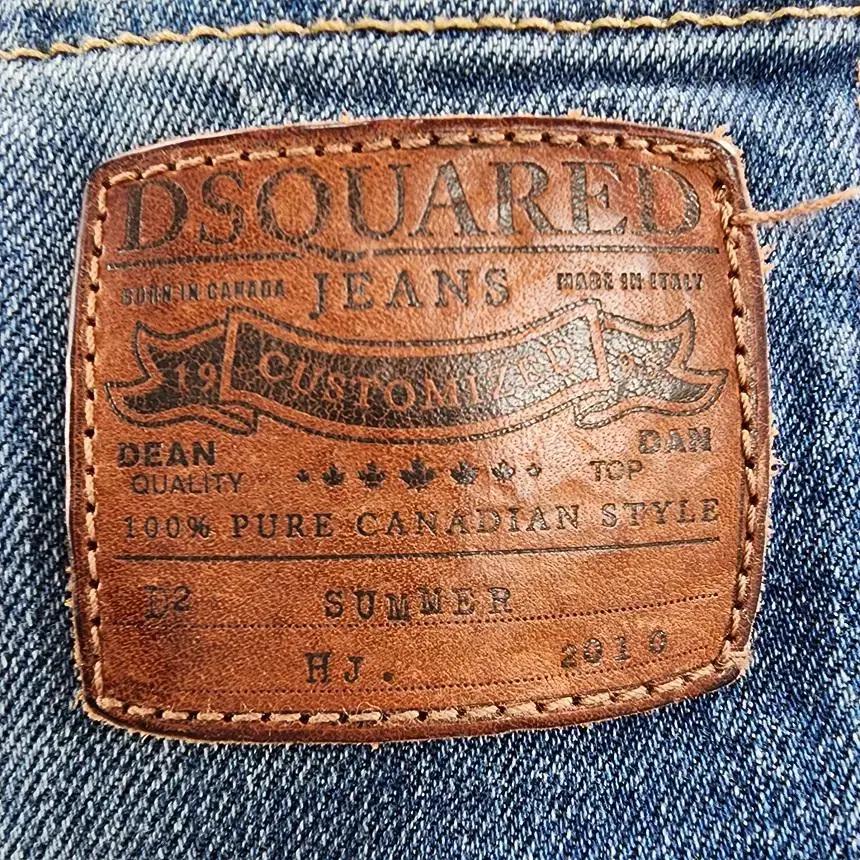 DSQUARED
BORN IN CANADA JEANS MADE IN ITALY
19 CUSTOMIZED
DEAN DAN
QUALITY TOP
100% PURE CANADIAN STYLE
D2 SUMMER
HJ. 2010